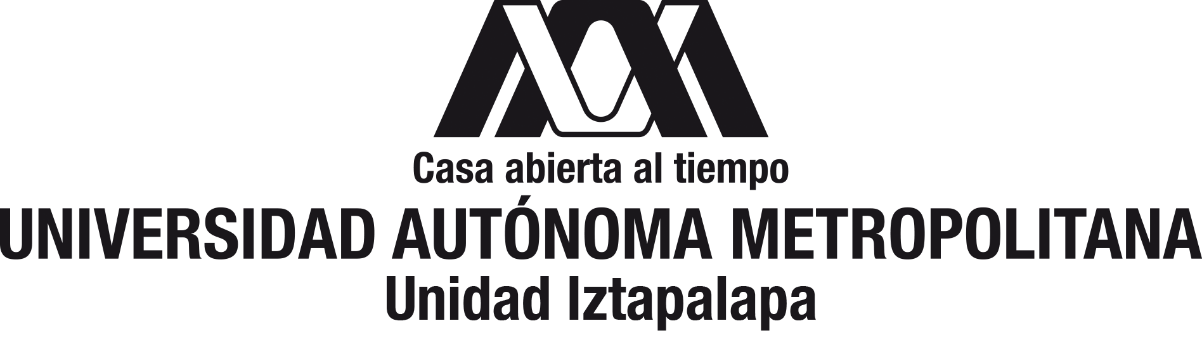 Casa abierta al tiempo
UNIVERSIDAD AUTÓNOMA METROPOLITANA
Unidad Iztapalapa